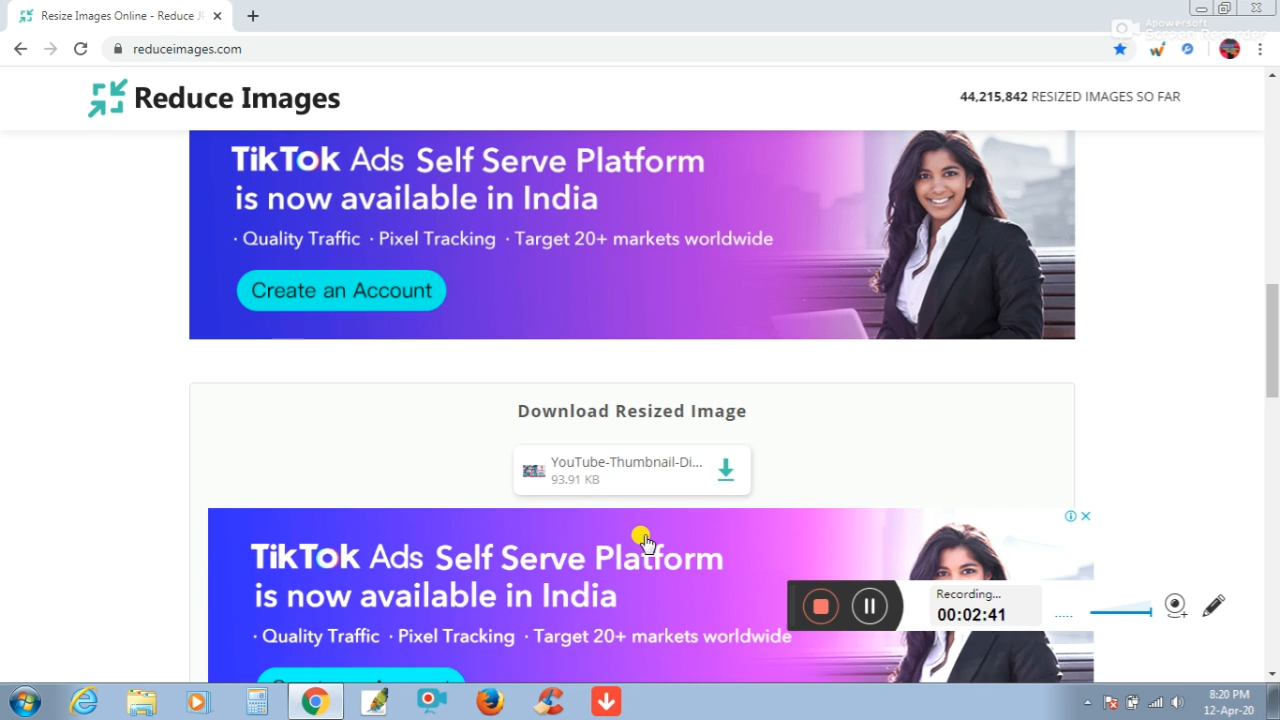 Resize Images Online - Reduce J
Apowersoft
Screen Recorder
reduceimages.com
Reduce Images
44,215,842 RESIZED IMAGES SO FAR
TikTok Ads Self Serve Platform
is now available in India
· Quality Traffic · Pixel Tracking · Target 20+ markets worldwide
Create an Account
Download Resized Image
YouTube-Thumbnail-Di...
93.91 KB
TikTok Ads Self Serve Platform
is now available in India
· Quality Traffic · Pixel Tracking · Target 20+ markets worldwide
Recording...
00:02:41
8:20 PM
12-Apr-20